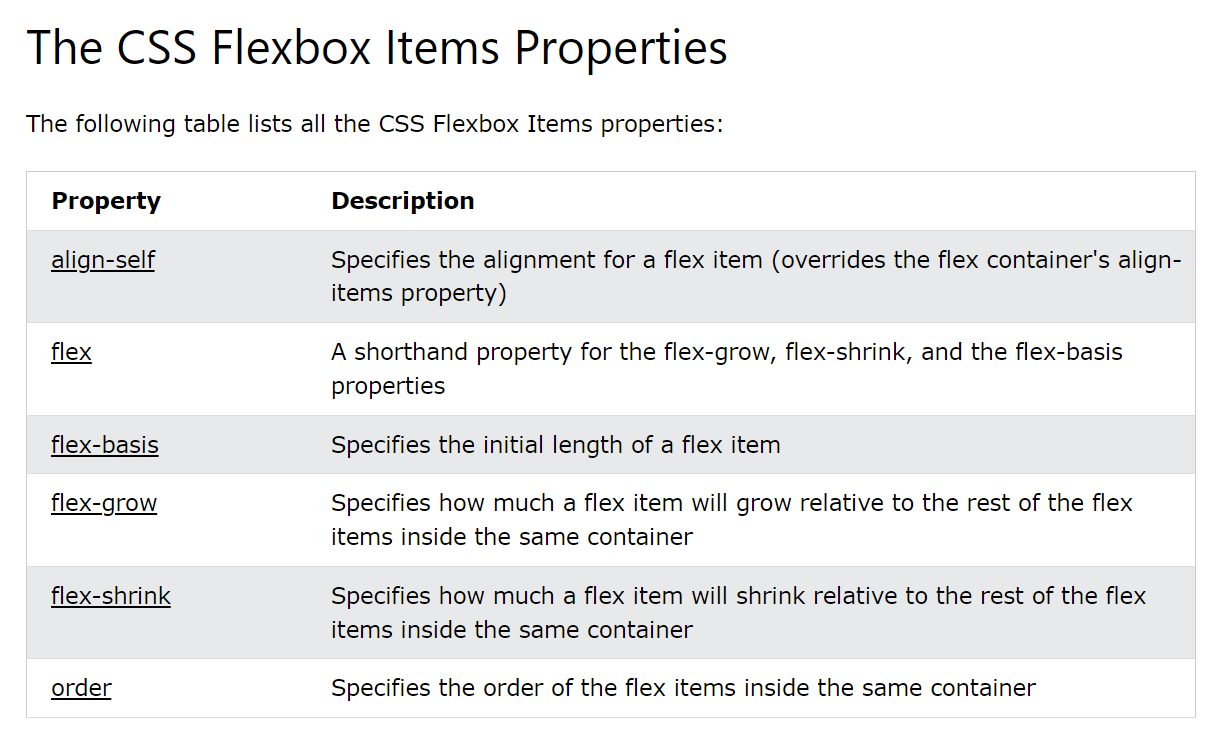 The CSS Flexbox Items Properties
The following table lists all the CSS Flexbox Items properties:
Property Description
align-self Specifies the alignment for a flex item (overrides the flex container's align-
items property)
flex A shorthand property for the flex-grow, flex-shrink, and the flex-basis
properties
flex-basis Specifies the initial length of a flex item
flex-grow Specifies how much a flex item will grow relative to the rest of the flex
items inside the same container
flex-shrink Specifies how much a flex item will shrink relative to the rest of the flex
items inside the same container
order Specifies the order of the flex items inside the same container